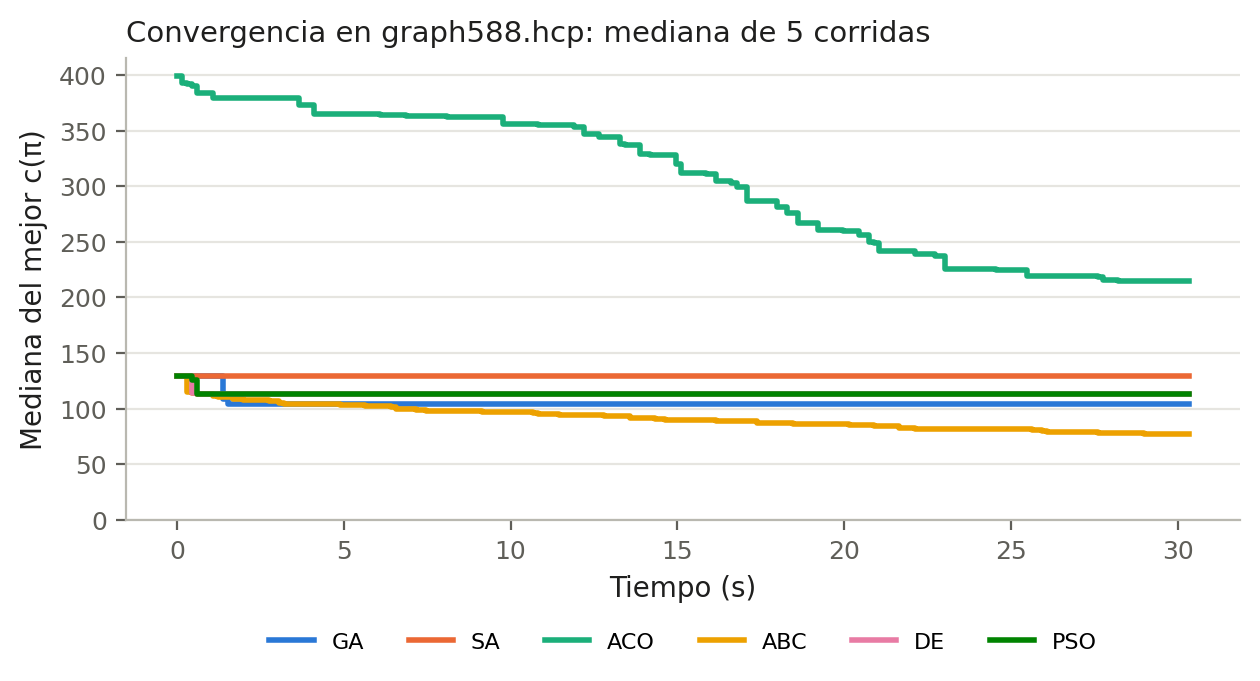 Convergencia en graph588.hcp: mediana de 5 corridas
Mediana del mejor c(π)
400
350
300
250
200
150
100
50
0
0 5 10 15 20 25 30
Tiempo (s)
GA SA ACO ABC DE PSO